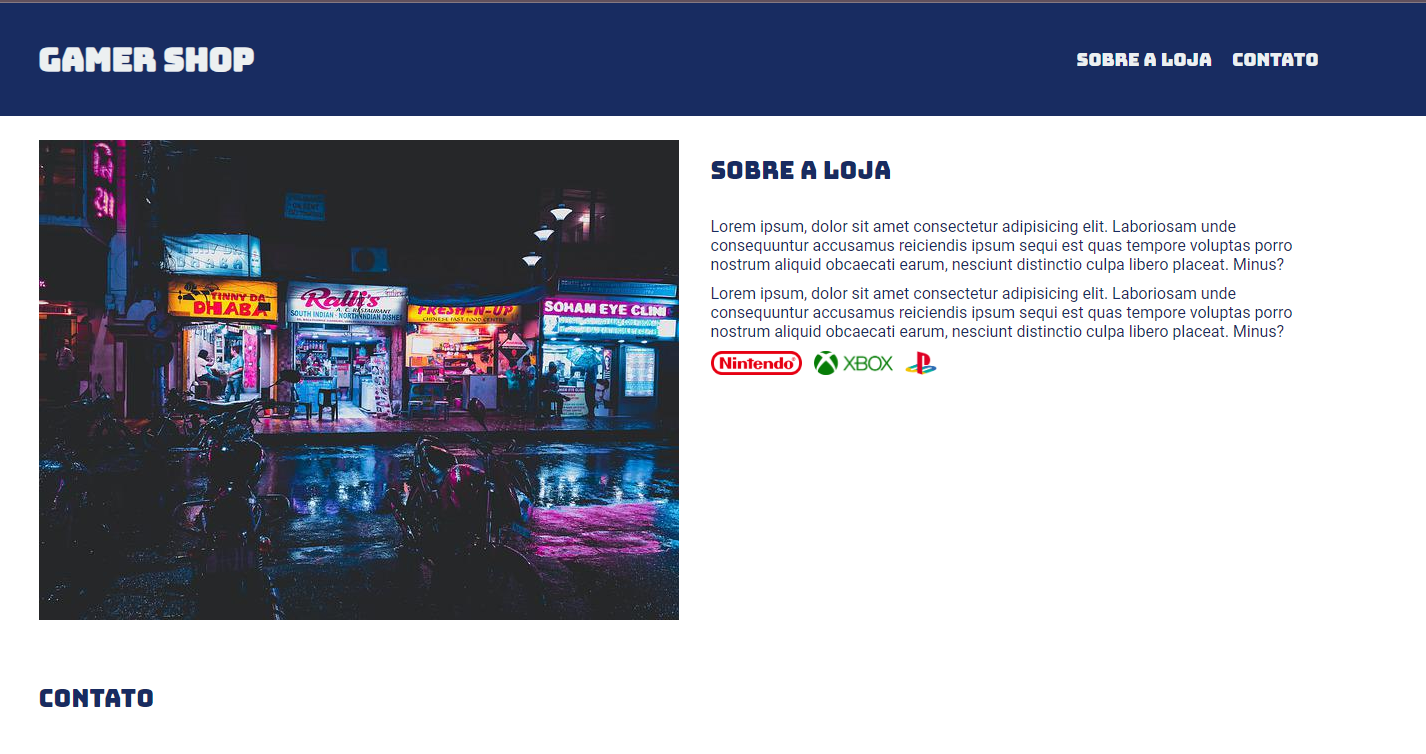 GAMER SHOP
SOBRE A LOJA CONTATO
TINNY DA
DHABA
Ralli's
A. C. RESTAURANT
SOUTH INDIAN · NORTH INDIAN DISHES
FRESH-N-UP
CHINESE FAST FOOD CENTRE
SOHAM EYE CLINI
SOBRE A LOJA
Lorem ipsum, dolor sit amet consectetur adipisicing elit. Laboriosam unde
consequuntur accusamus reiciendis ipsum sequi est quas tempore voluptas porro
nostrum aliquid obcaecati earum, nesciunt distinctio culpa libero placeat. Minus?
Lorem ipsum, dolor sit amet consectetur adipisicing elit. Laboriosam unde
consequuntur accusamus reiciendis ipsum sequi est quas tempore voluptas porro
nostrum aliquid obcaecati earum, nesciunt distinctio culpa libero placeat. Minus?
Nintendo® XBOX
CONTATO